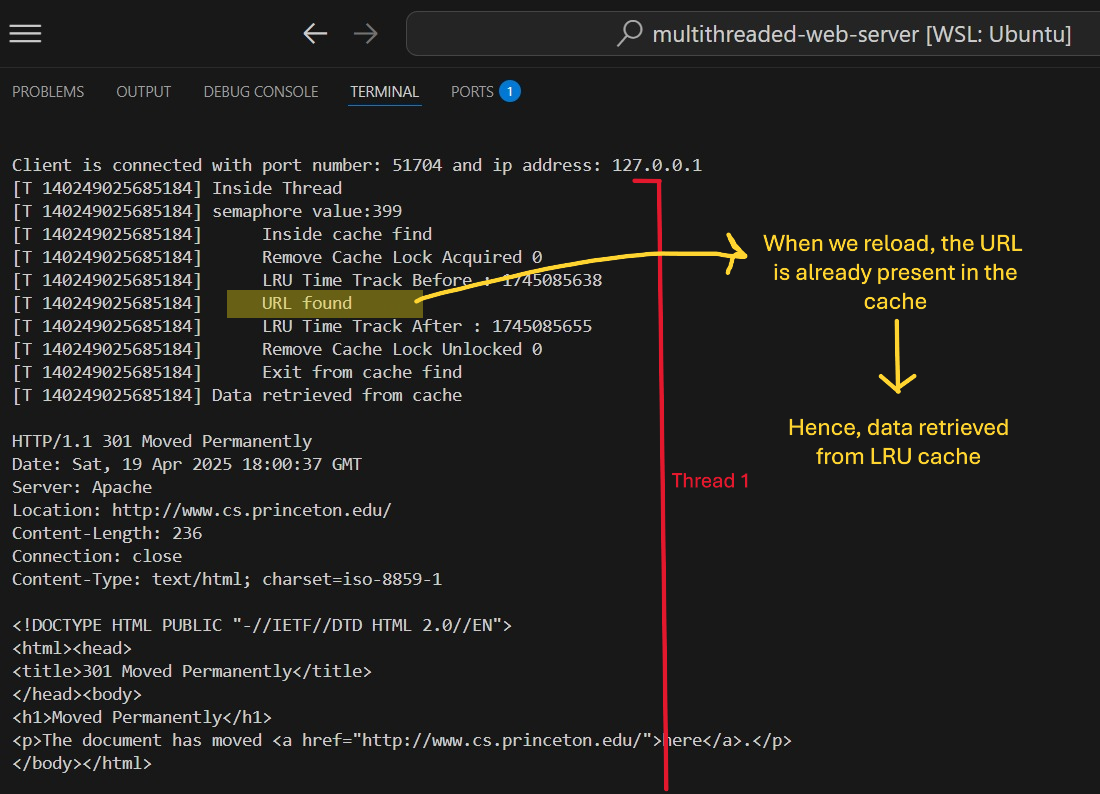 multithreaded-web-server [WSL: Ubuntu]
PROBLEMS OUTPUT DEBUG CONSOLE TERMINAL PORTS 1
Client is connected with port number: 51704 and ip address: 127.0.0.1
[T 140249025685184] Inside Thread
[T 140249025685184] semaphore value:399
[T 140249025685184] Inside cache find
[T 140249025685184] Remove Cache Lock Acquired 0
[T 140249025685184] LRU Time Track Before : 1745085638
[T 140249025685184] URL found
[T 140249025685184] LRU Time Track After : 1745085655
[T 140249025685184] Remove Cache Lock Unlocked 0
[T 140249025685184] Exit from cache find
[T 140249025685184] Data retrieved from cache
HTTP/1.1 301 Moved Permanently
Date: Sat, 19 Apr 2025 18:00:37 GMT
Server: Apache
Location: http://www.cs.princeton.edu/
Content-Length: 236
Connection: close
Content-Type: text/html; charset=iso-8859-1
<!DOCTYPE HTML PUBLIC "-//IETF//DTD HTML 2.0//EN">
<html><head>
<title>301 Moved Permanently</title>
</head><body>
<h1>Moved Permanently</h1>
<p>The document has moved <a href="http://www.cs.princeton.edu/">here</a>.</p>
</body></html>
Thread 1
When we reload, the URL
is already present in the
cache
Hence, data retrieved
from LRU cache